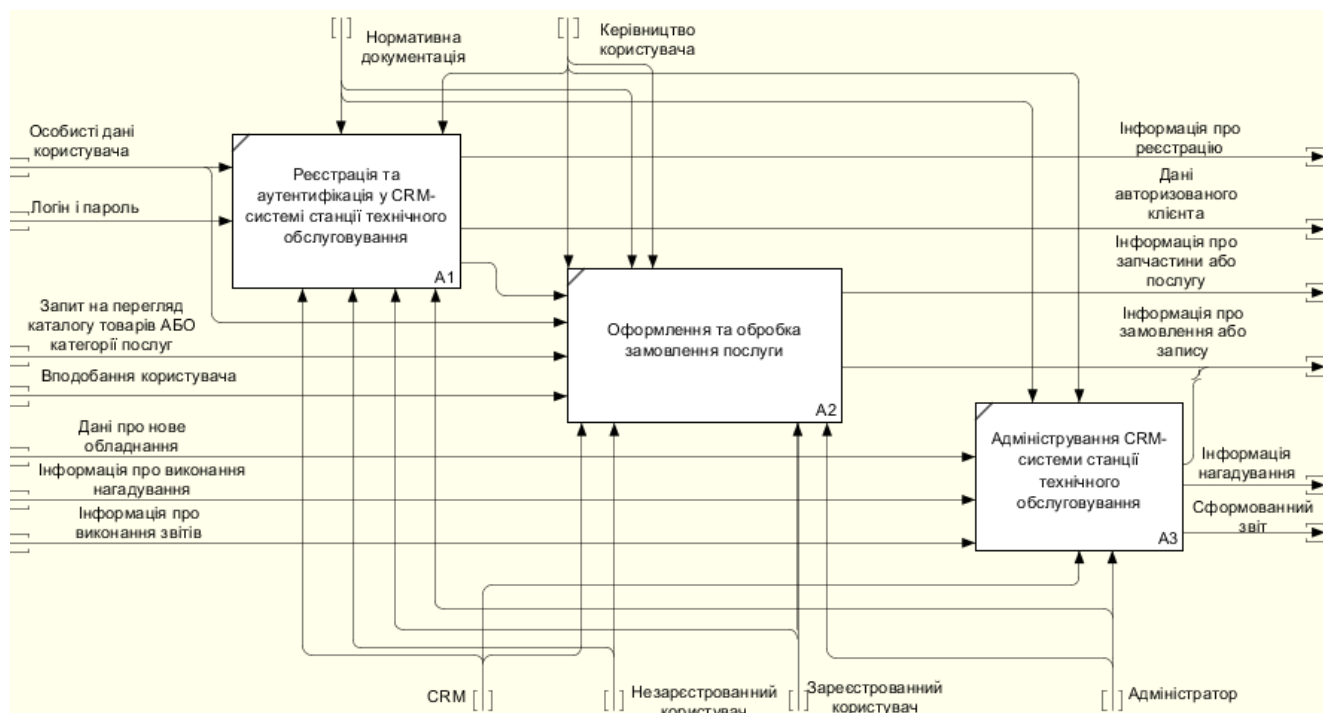 Нормативна
документація
Керівництво
користувача
Особисті дані
користувача
Логін і пароль
Реєстрація та
аутентифікація у CRM-
системі станції технічного
обслуговування
A1
Інформація про
реєстрацію
Дані
авторизованого
клієнта
Інформація про
запчастини або
послугу
Інформація про
замовлення або
запису
Запит на перегляд
каталогу товарів АБО
категорії послуг
Вподобання користувача
Оформлення та обробка
замовлення послуги
A2
Дані про нове
обладнання
Інформація про виконання
нагадування
Інформація про
виконання звітів
Адміністрування CRM-
системи станції
технічного
обслуговування
A3
Інформація
нагадування
Сформованний
звіт
CRM
Незарєстрованний
користувач
Зареєстрованний
користувач
Адміністратор